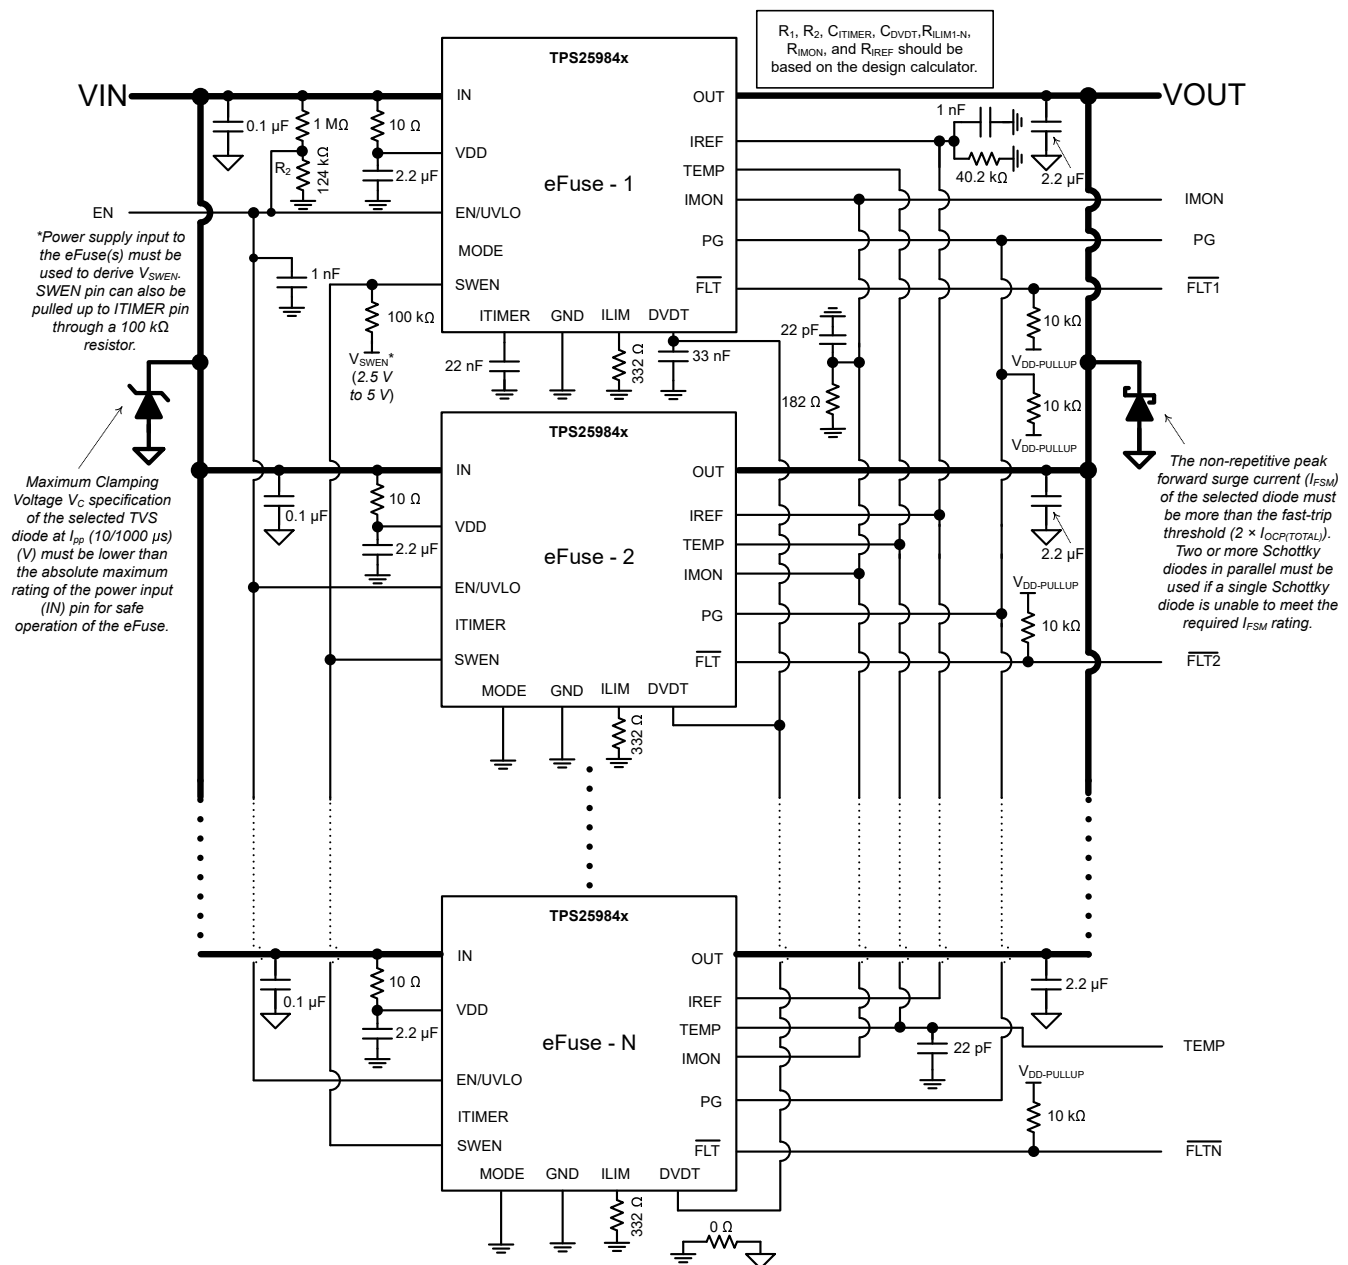 TPS25984x
R1, R2, CITIMER, CDVDT,RILIM1-N,
RIMON, and RIREF should be
based on the design calculator.
VIN
IN
OUT
VOUT
0.1 µF
1 MΩ
10 Ω
1 nF
VDD
IREF
R2
124 kΩ
2.2 µF
eFuse - 1
TEMP
40.2 kΩ
2.2 µF
IMON
IMON
EN
EN/UVLO
PG
PG
*Power supply input to
the eFuse(s) must be
used to derive VSWEN.
SWEN pin can also be
pulled up to ITIMER pin
through a 100 kΩ
resistor.
MODE
1 nF
SWEN
FLT
FLT1
100 kΩ
ITIMER
GND
ILIM
DVDT
22 pF
10 kΩ
VSWEN*
(2.5 V
to 5 V)
22 nF
332 Ω
33 nF
VDD-PULLUP
182 Ω
10 kΩ
VDD-PULLUP
TPS25984x
Maximum Clamping
Voltage VC specification
of the selected TVS
diode at Ipp (10/1000 µs)
(V) must be lower than
the absolute maximum
rating of the power input
(IN) pin for safe
operation of the eFuse.
The non-repetitive peak
forward surge current (IFSM)
of the selected diode must
be more than the fast-trip
threshold (2 × IOCP(TOTAL)).
Two or more Schottky
diodes in parallel must be
used if a single Schottky
diode is unable to meet the
required IFSM rating.
IN
OUT
0.1 µF
10 Ω
VDD
IREF
2.2 µF
eFuse - 2
TEMP
2.2 µF
IMON
EN/UVLO
VDD-PULLUP
PG
ITIMER
10 kΩ
SWEN
FLT
FLT2
MODE
GND
ILIM
DVDT
332 Ω
TPS25984x
IN
OUT
0.1 µF
10 Ω
2.2 µF
VDD
IREF
2.2 µF
eFuse - N
TEMP
22 pF
TEMP
IMON
EN/UVLO
VDD-PULLUP
PG
ITIMER
10 kΩ
SWEN
FLT
FLTN
MODE
GND
ILIM
DVDT
332 Ω
0 Ω